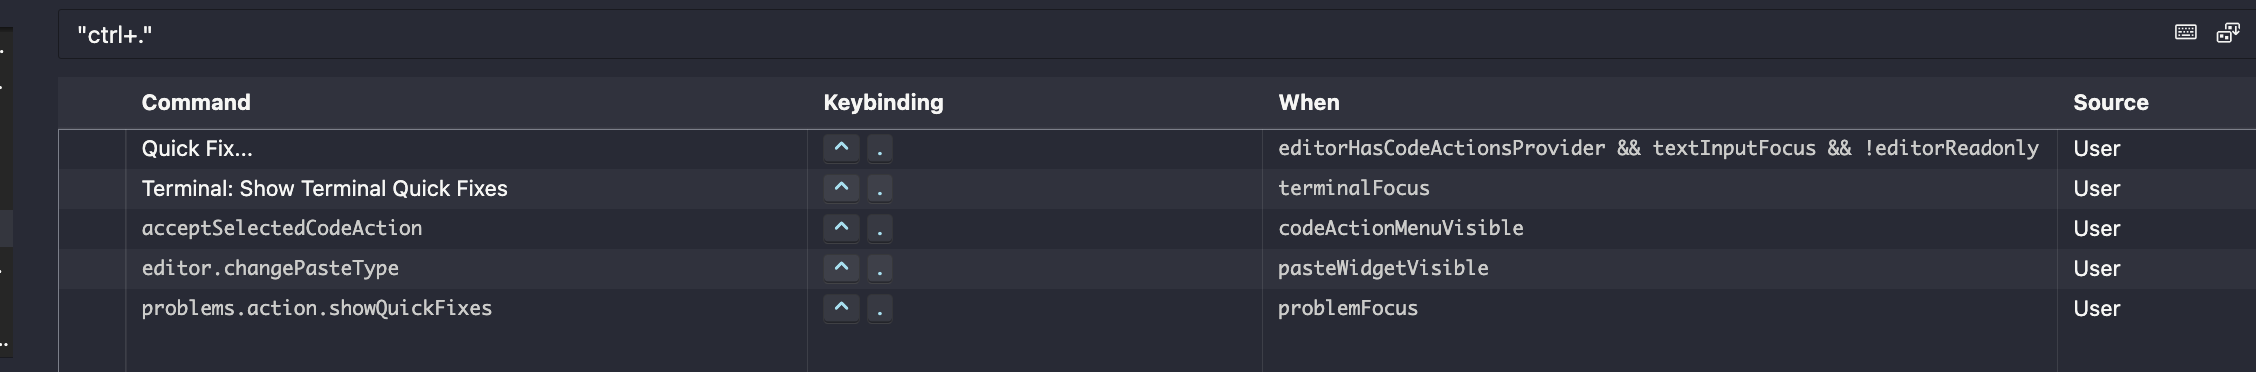 "ctrl+."
Command Keybinding When Source
Quick Fix... ^ . editorHasCodeActionsProvider && textInputFocus && !editorReadonly User
Terminal: Show Terminal Quick Fixes ^ . terminalFocus User
acceptSelectedCodeAction ^ . codeActionMenuVisible User
editor.changePasteType ^ . pasteWidgetVisible User
problems.action.showQuickFixes ^ . problemFocus User